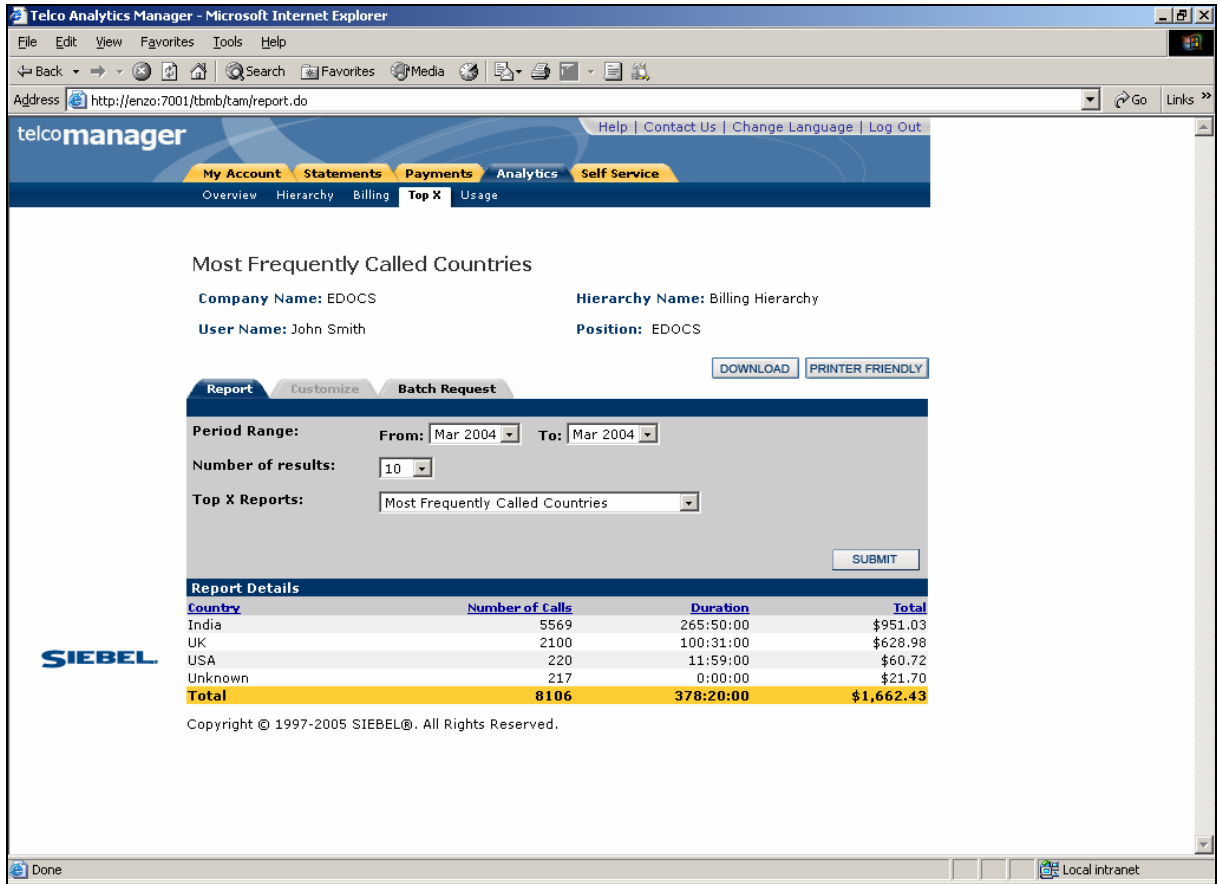 Telco Analytics Manager - Microsoft Internet Explorer
File Edit View Favorites Tools Help
Back Search Favorites Media
Address http://enzo:7001/tbmb/tam/report.do Go Links »
telcomanager
Help | Contact Us | Change Language | Log Out
My Account Statements Payments Analytics Self Service
Overview Hierarchy Billing Top X Usage
Most Frequently Called Countries
Company Name: EDOCS Hierarchy Name: Billing Hierarchy
User Name: John Smith Position: EDOCS
DOWNLOAD PRINTER FRIENDLY
Report Customize Batch Request
Period Range: From: Mar 2004 To: Mar 2004
Number of results: 10
Top X Reports: Most Frequently Called Countries
SUBMIT
Report Details
Country Number of Calls Duration Total
India 5569 265:50:00 $951.03
UK 2100 100:31:00 $628.98
SIEBEL.
USA 220 11:59:00 $60.72
Unknown 217 0:00:00 $21.70
Total 8106 378:20:00 $1,662.43
Copyright © 1997-2005 SIEBEL®. All Rights Reserved.
Done Local intranet